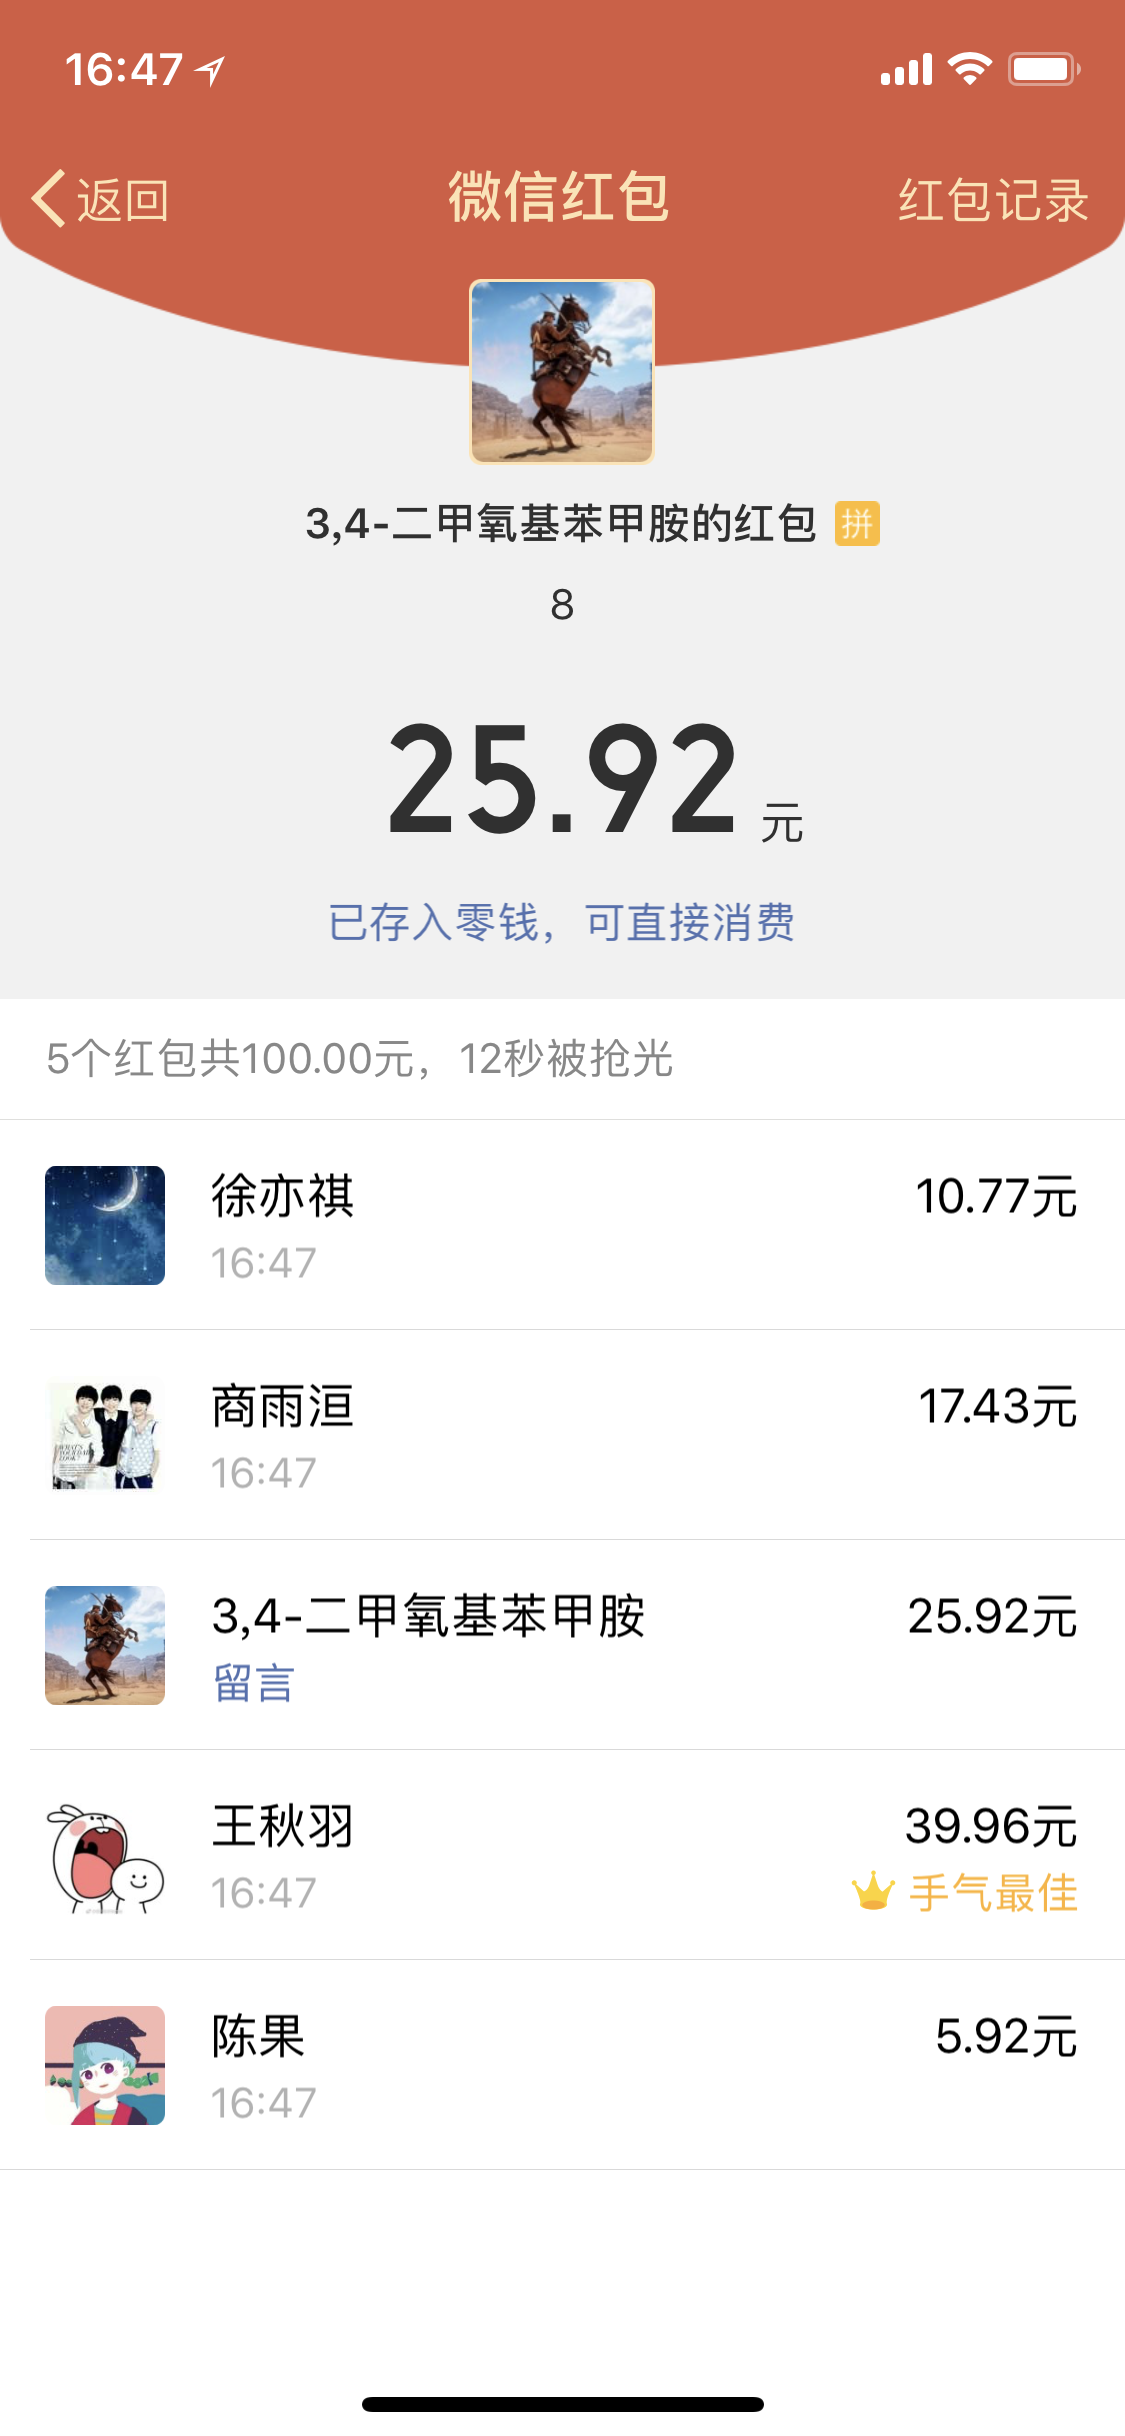 16:47
返回
微信红包
红包记录
3,4-二甲氧基苯甲胺的红包 拼
8
25.92 元
已存入零钱，可直接消费
5个红包共100.00元，12秒被抢光
徐亦祺
10.77元
16:47
商雨洹
17.43元
16:47
3,4-二甲氧基苯甲胺
25.92元
留言
王秋羽
39.96元
16:47
手气最佳
陈果
5.92元
16:47